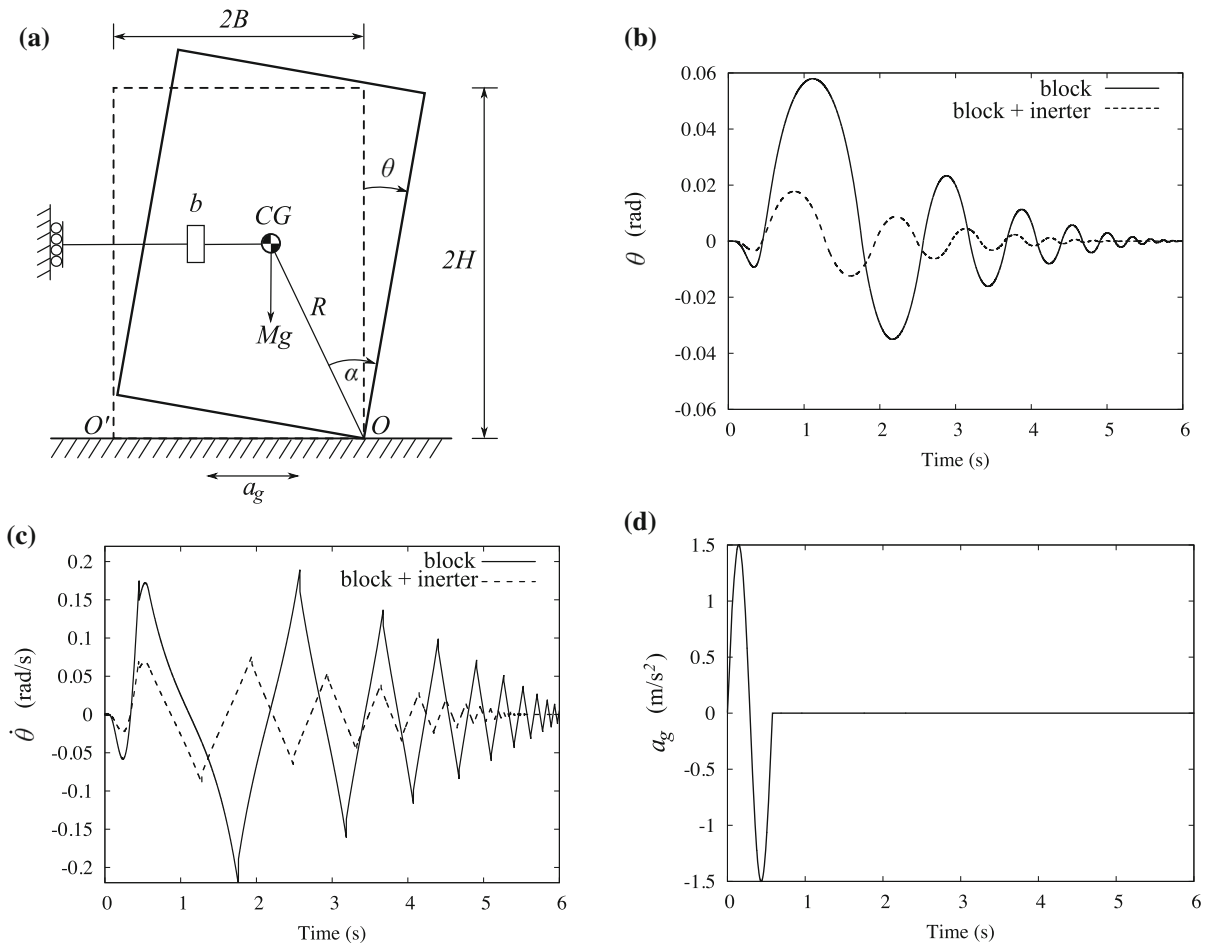 (a)
2B
θ
b
CG
2H
R
Mg
α
O'
O
a_g
(b)
0.06
0.04
0.02
0
-0.02
-0.04
-0.06
θ (rad)
block
block + inerter
0 1 2 3 4 5 6
Time (s)
(c)
0.2
0.15
0.1
0.05
0
-0.05
-0.1
-0.15
-0.2
θ̇ (rad/s)
block
block + inerter
0 1 2 3 4 5 6
Time (s)
(d)
1.5
1
0.5
0
-0.5
-1
-1.5
a_g (m/s²)
0 1 2 3 4 5 6
Time (s)